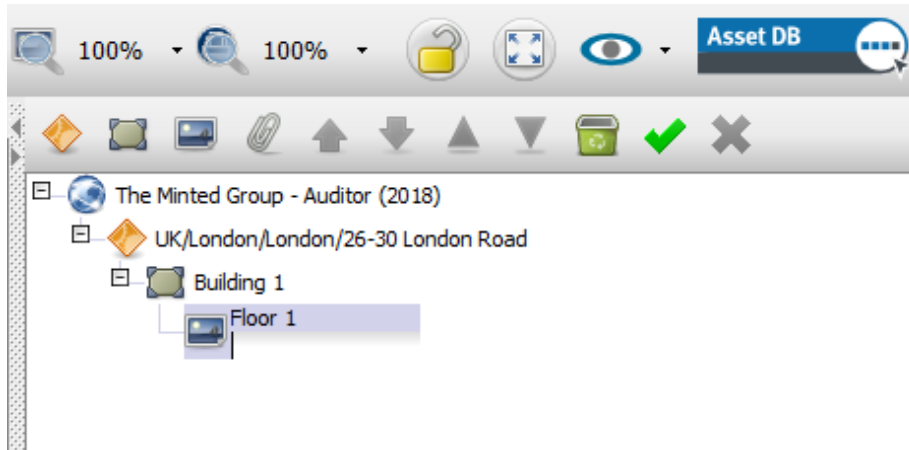 100% 100% Asset DB
The Minted Group - Auditor (2018)
UK/London/London/26-30 London Road
Building 1
Floor 1